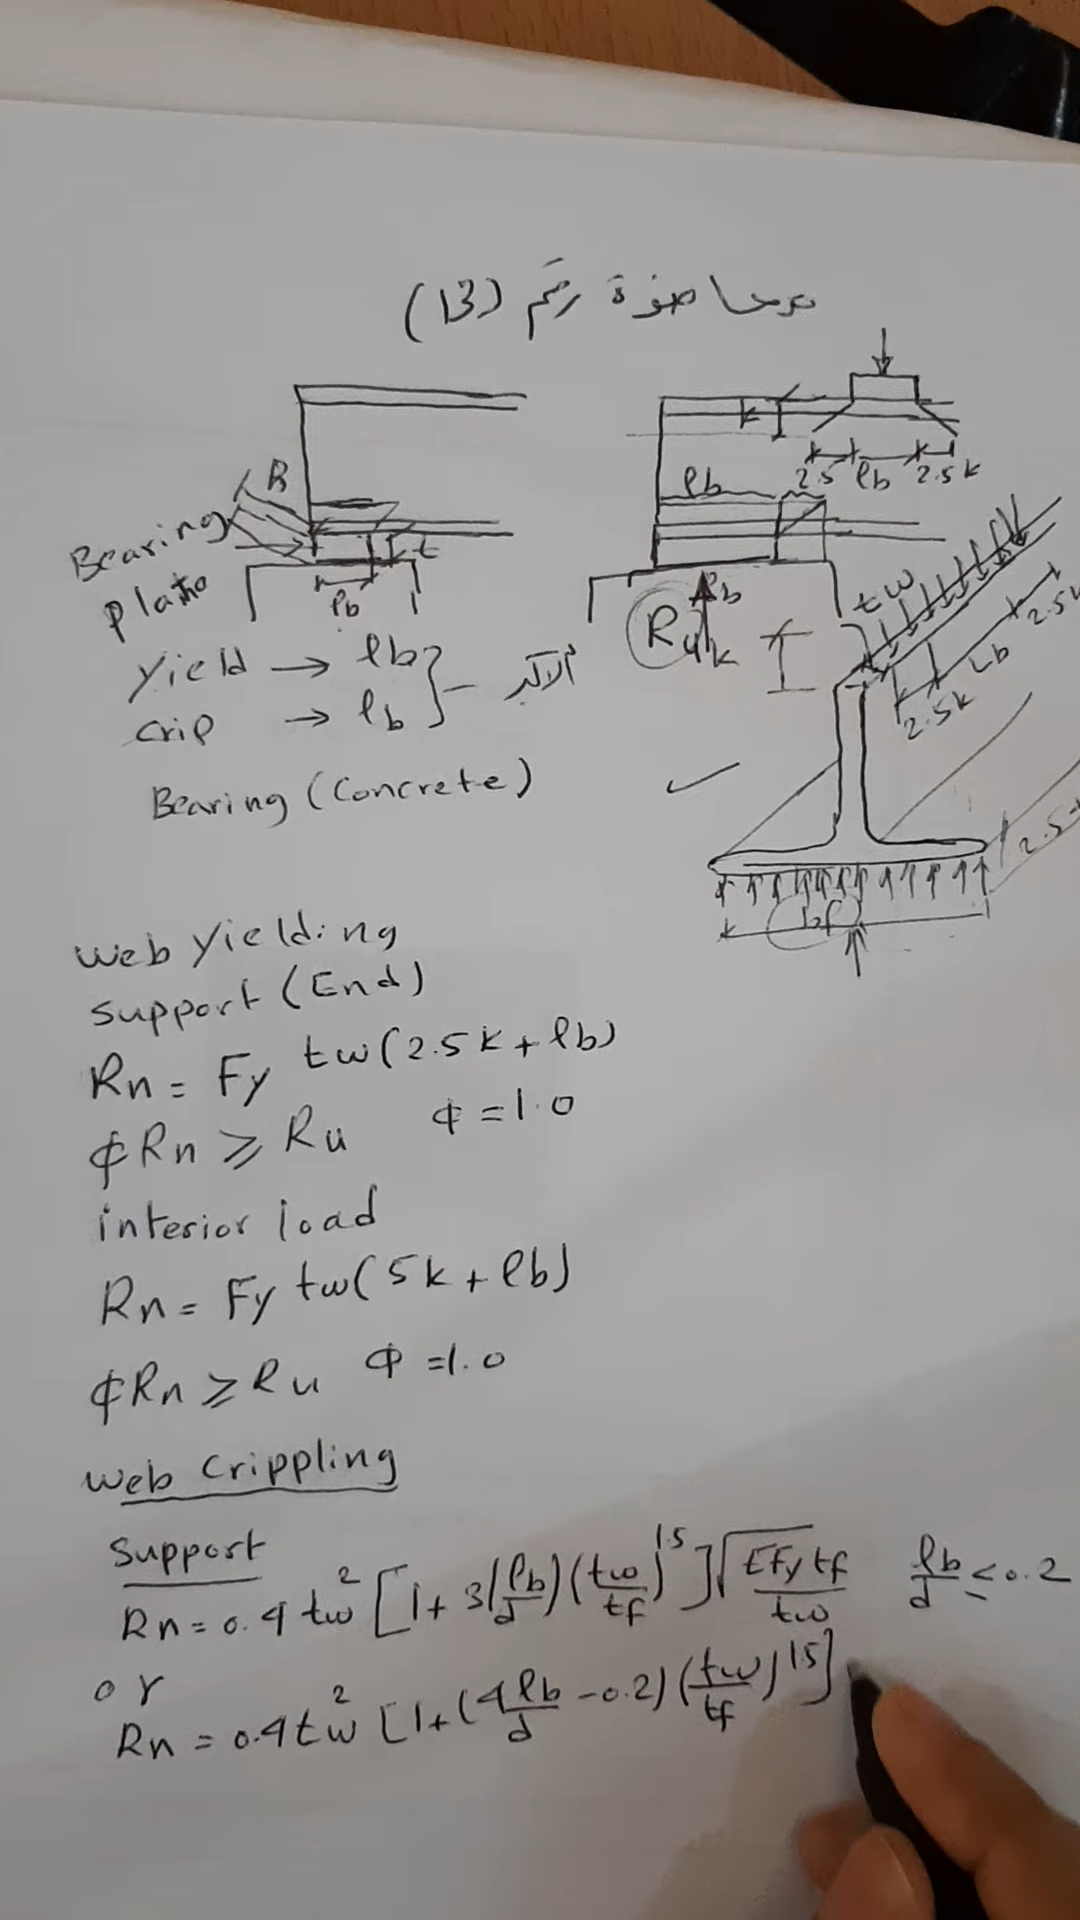 محاضرة رقم (13)
B
Bearing
plate
t
lb
k
2.5 lb 2.5k
lb
Ru
lb
k
tw
2.5k Lb 2.5k
2.5k
bf
Yield → lb
Crip → lb
الاكبر
Bearing (Concrete)
Web Yielding
Support (End)
Rn = Fy tw (2.5k + lb)
ϕRn ≥ Ru ϕ = 1.0
interior load
Rn = Fy tw (5k + lb)
ϕRn ≥ Ru ϕ = 1.0
Web Crippling
Support
Rn = 0.4 tw² [1 + 3(lb/d)(tw/tf)^1.5] √(EFy tf/tw) lb/d ≤ 0.2
or
Rn = 0.4 tw² [1 + (4lb/d - 0.2)(tw/tf)^1.5]